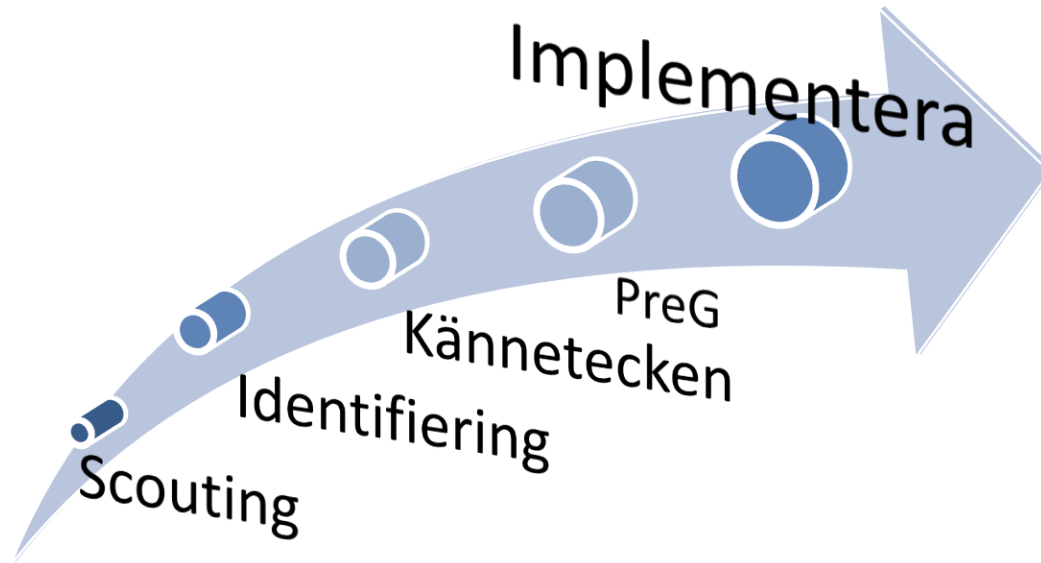 Scouting
Identifiering
Kännetecken
PreG
Implementera